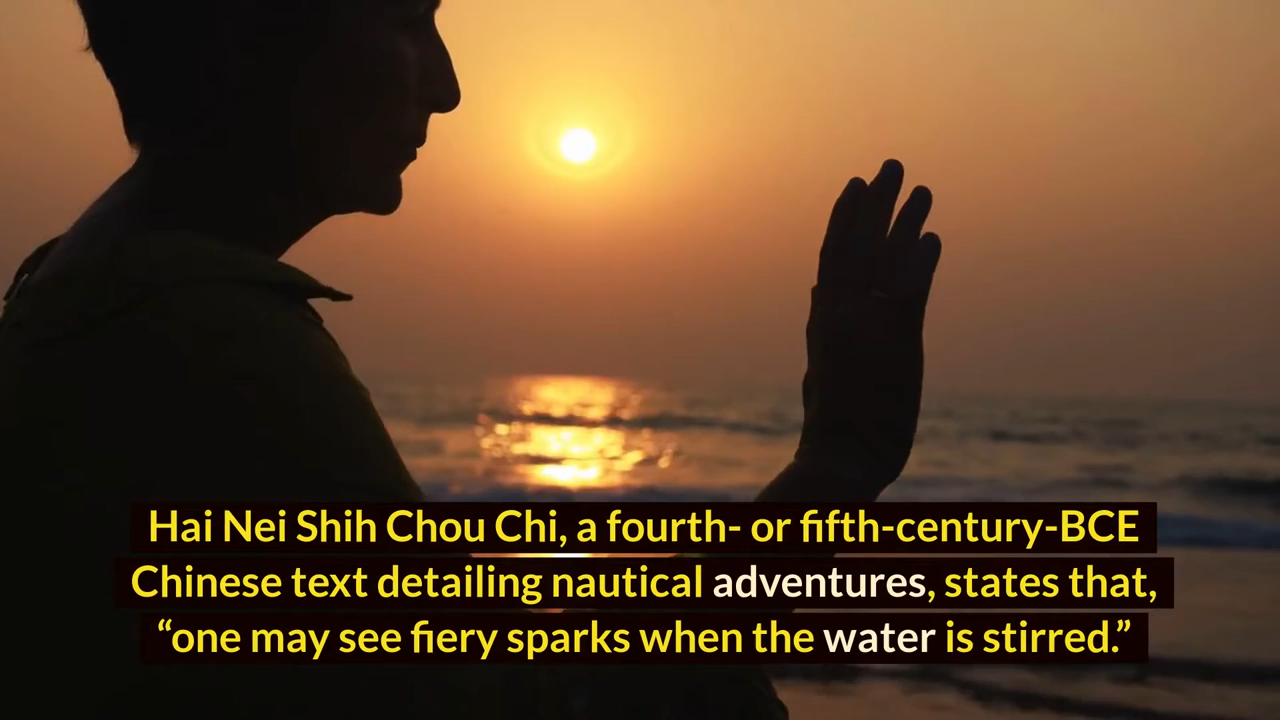 Hai Nei Shih Chou Chi, a fourth- or fifth-century-BCE
Chinese text detailing nautical adventures, states that,
“one may see fiery sparks when the water is stirred.”